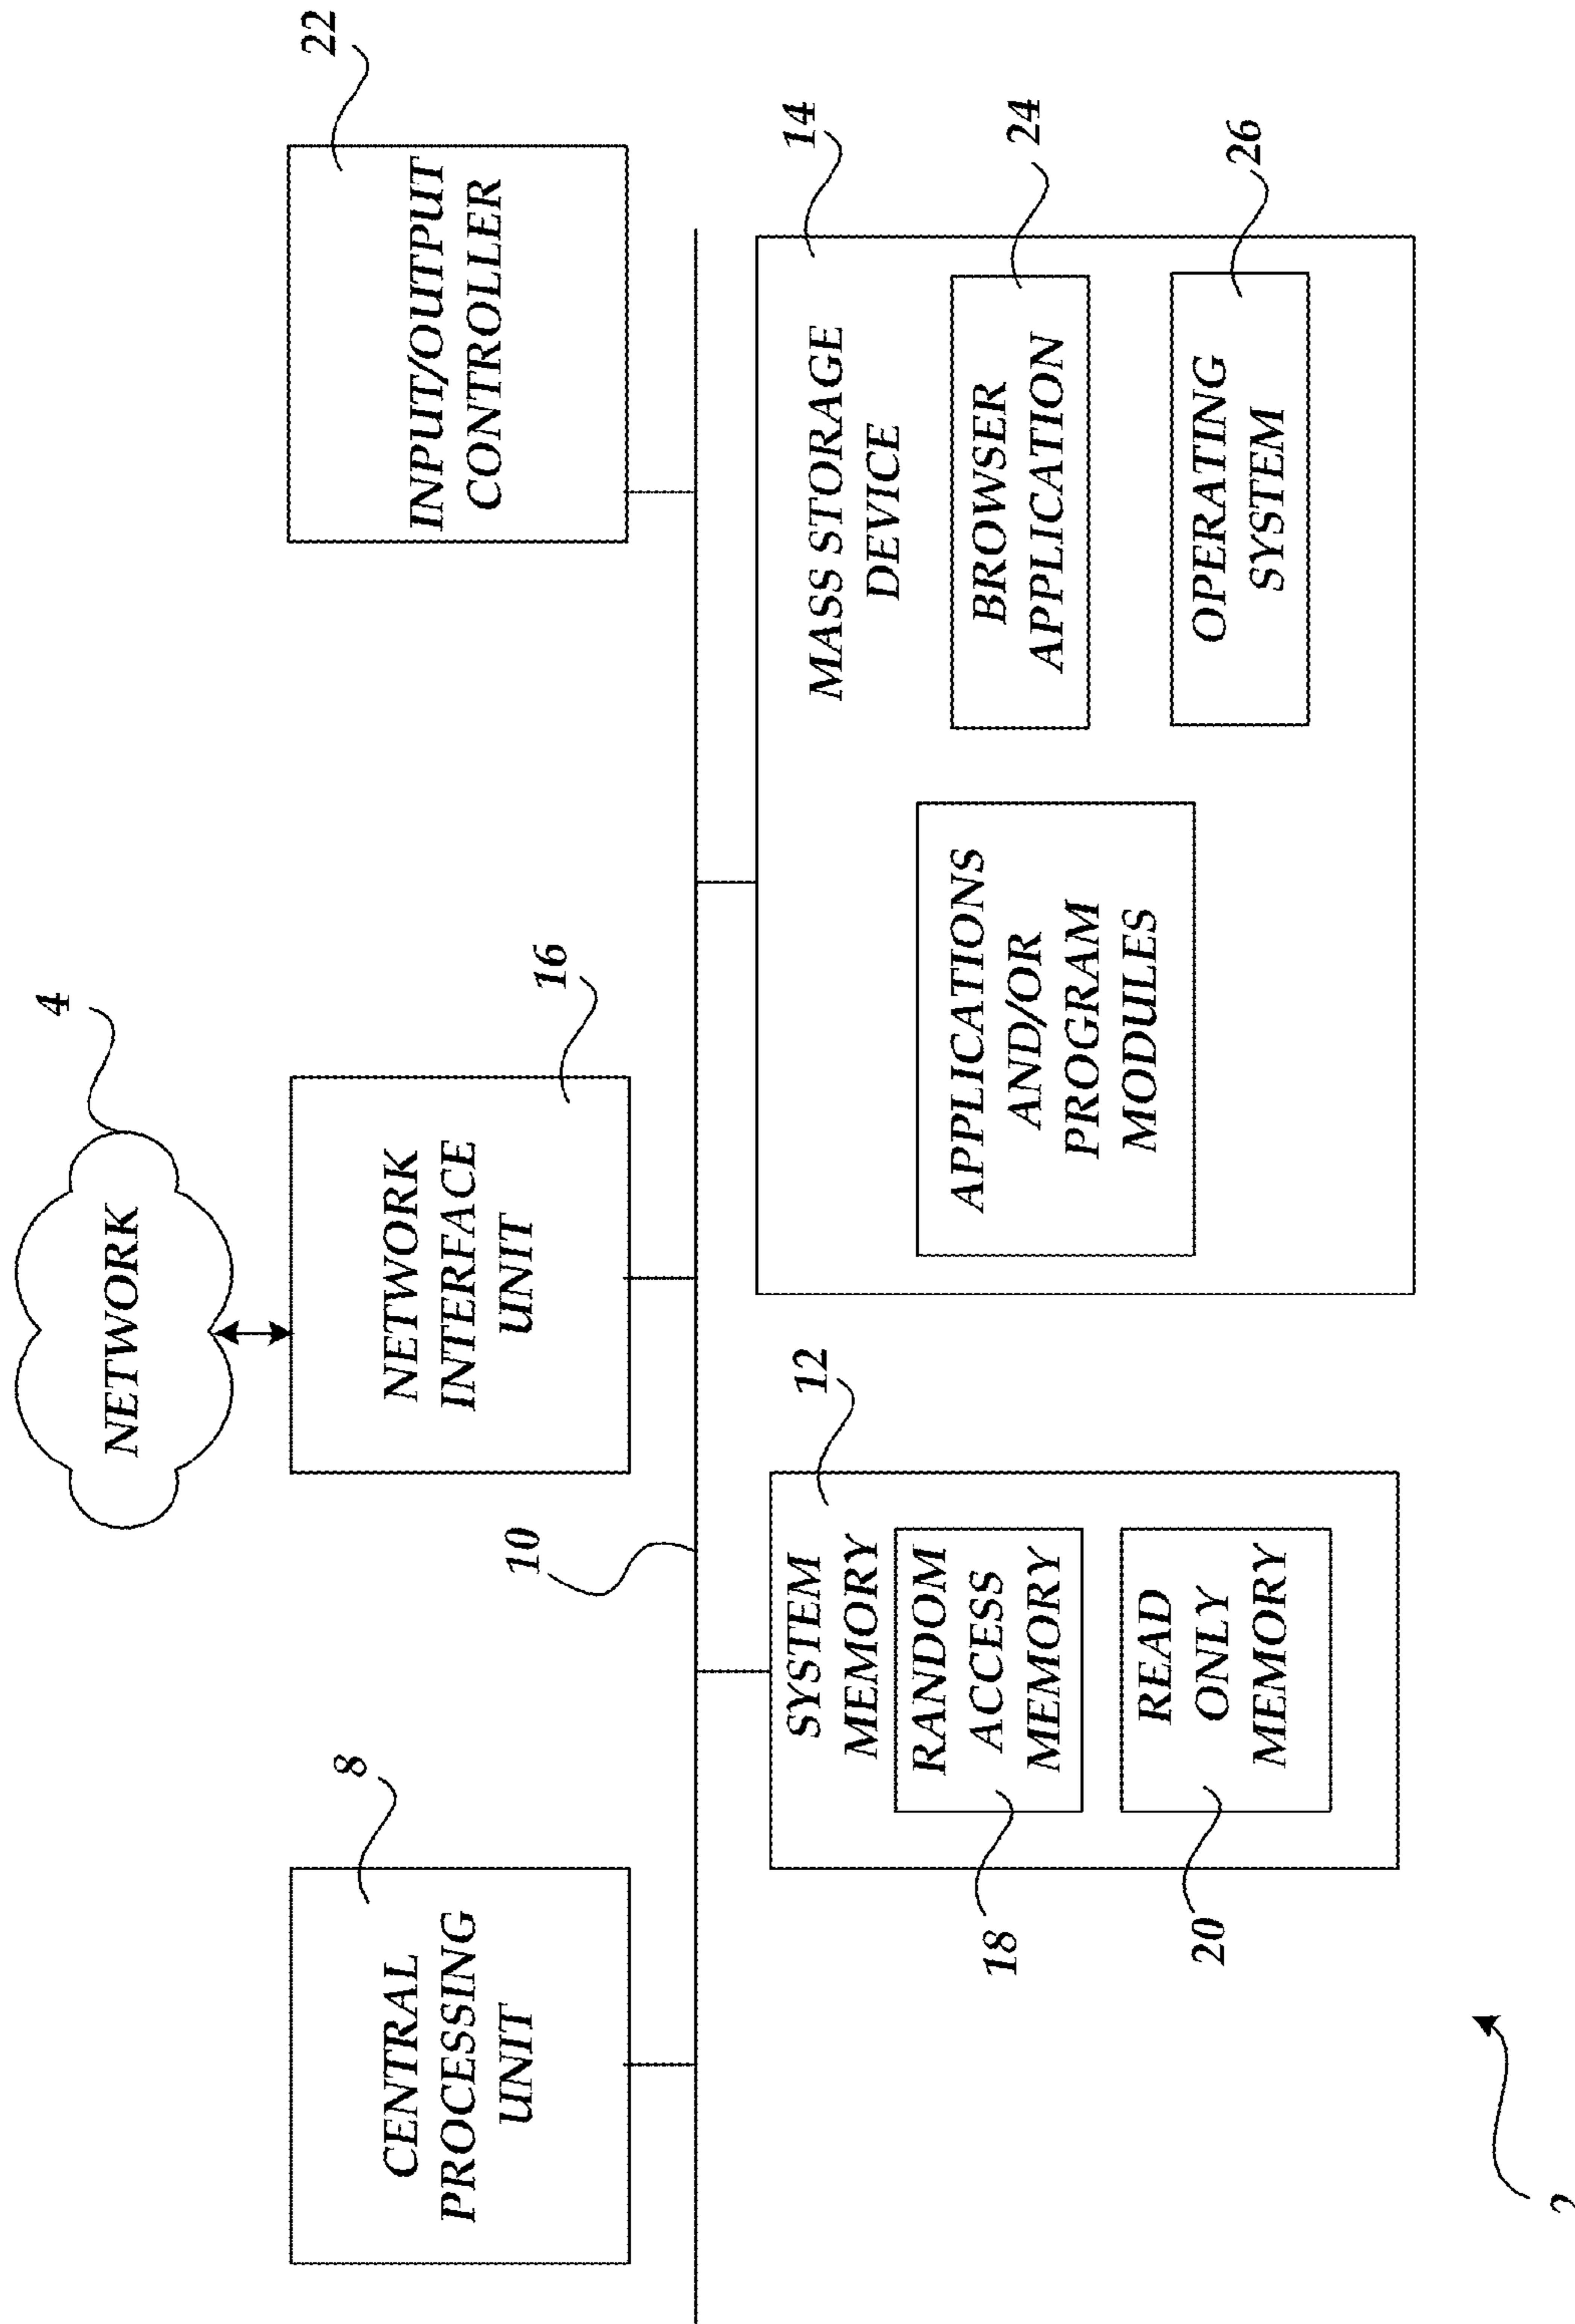 NETWORK
4
CENTRAL
PROCESSING
UNIT
8
NETWORK
INTERFACE
UNIT
16
INPUT/OUTPUT
CONTROLLER
22
10
SYSTEM
MEMORY
12
RANDOM
ACCESS
MEMORY
18
READ
ONLY
MEMORY
20
MASS STORAGE
DEVICE
14
APPLICATIONS
AND/OR
PROGRAM
MODULES
BROWSER
APPLICATION
24
OPERATING
SYSTEM
26